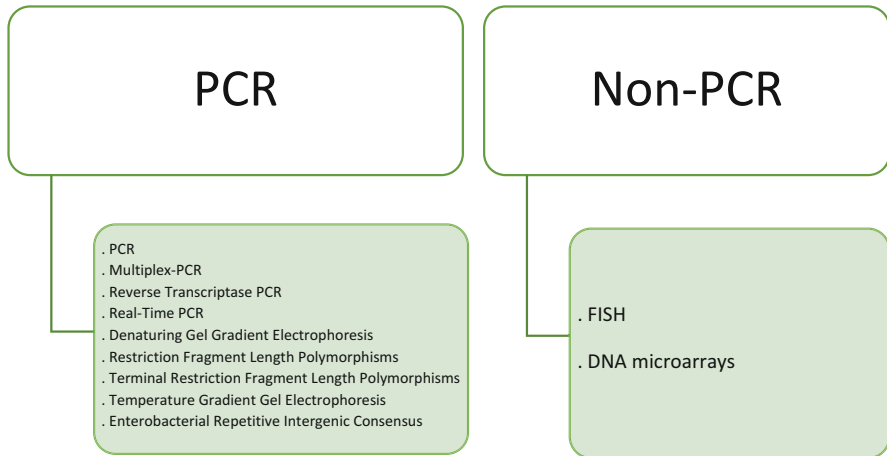 PCR
Non-PCR
. PCR
. Multiplex-PCR
. Reverse Transcriptase PCR
. Real-Time PCR
. Denaturing Gel Gradient Electrophoresis
. Restriction Fragment Length Polymorphisms
. Terminal Restriction Fragment Length Polymorphisms
. Temperature Gradient Gel Electrophoresis
. Enterobacterial Repetitive Intergenic Consensus
. FISH
. DNA microarrays